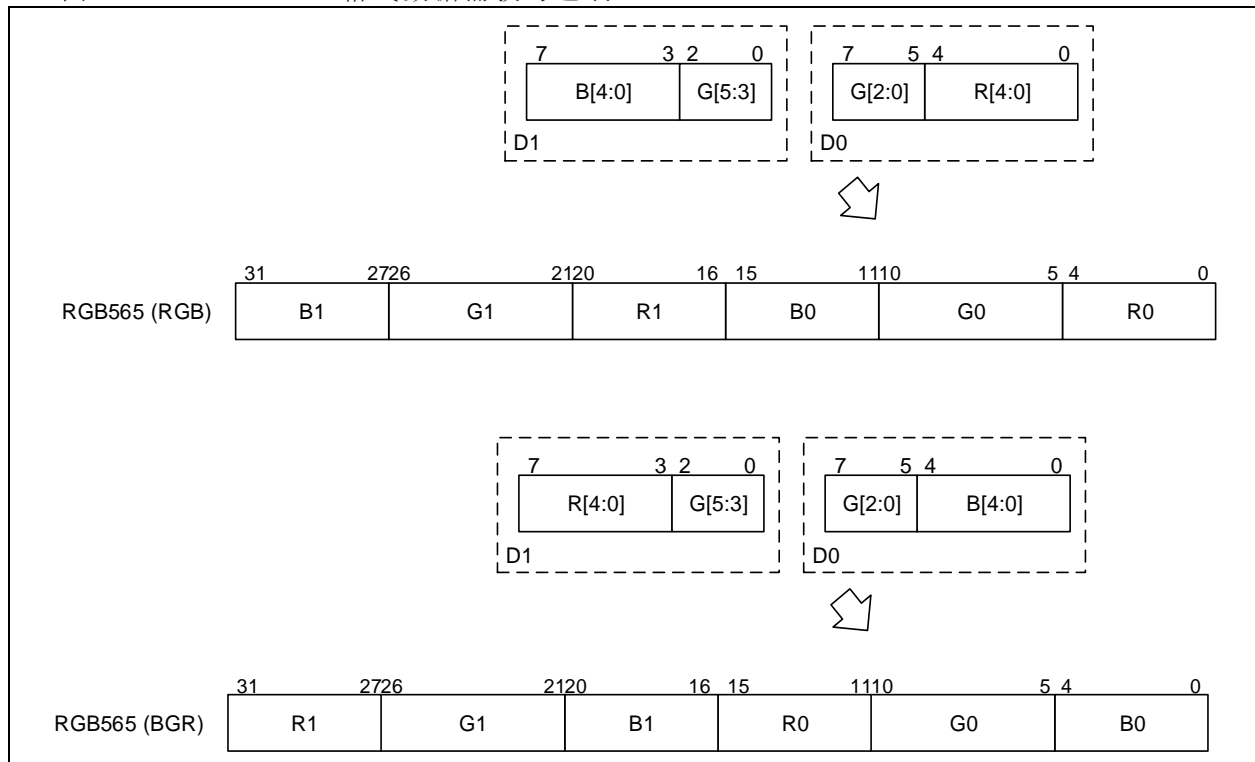 7 3 2 0 7 5 4 0
B[4:0] G[5:3] G[2:0] R[4:0]
D1 D0
31 2726 2120 16 15 1110 5 4 0
RGB565 (RGB) B1 G1 R1 B0 G0 R0
7 3 2 0 7 5 4 0
R[4:0] G[5:3] G[2:0] B[4:0]
D1 D0
31 2726 2120 16 15 1110 5 4 0
RGB565 (BGR) R1 G1 B1 R0 G0 B0